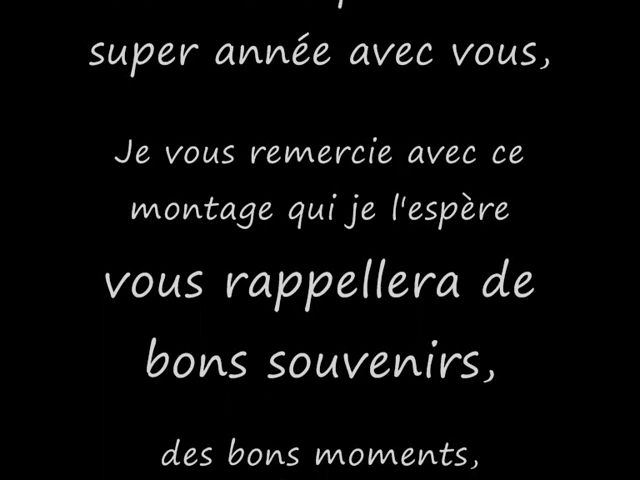 super année avec vous,
Je vous remercie avec ce
montage qui je l'espère
vous rappellera de
bons souvenirs,
des bons moments,